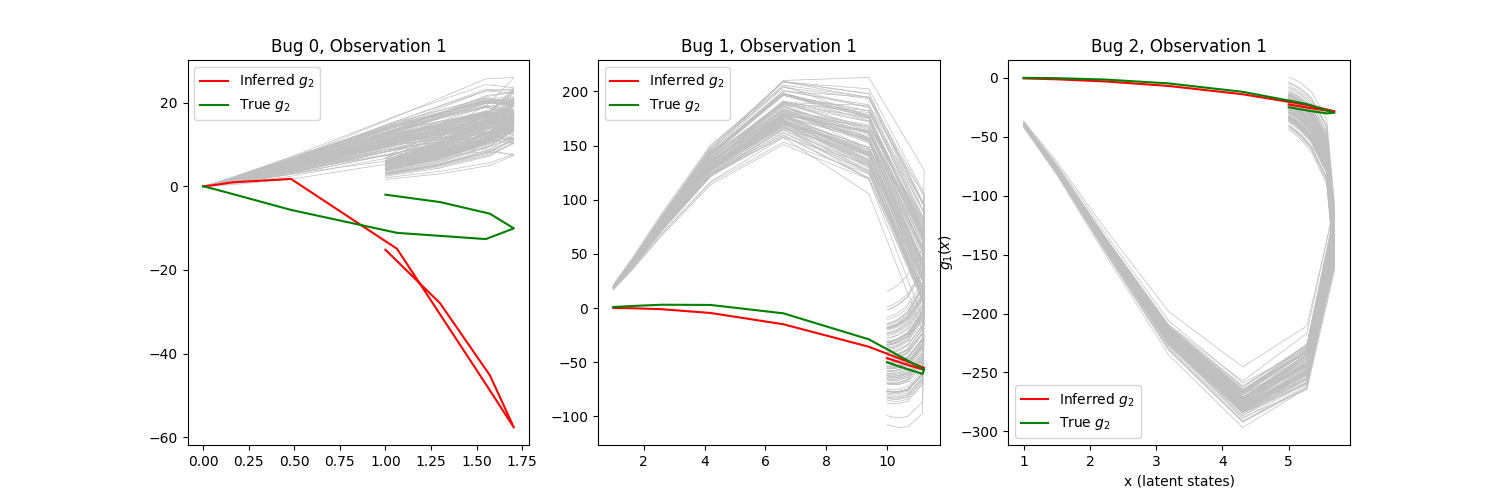 Bug 0, Observation 1
Inferred g₂
True g₂
20
0
−20
−40
−60
0.00 0.25 0.50 0.75 1.00 1.25 1.50 1.75
Bug 1, Observation 1
Inferred g₂
True g₂
200
150
100
50
0
−50
−100
2 4 6 8 10
Bug 2, Observation 1
g₁(x)
0
−50
−100
−150
−200
−250
−300
Inferred g₂
True g₂
1 2 3 4 5
x (latent states)